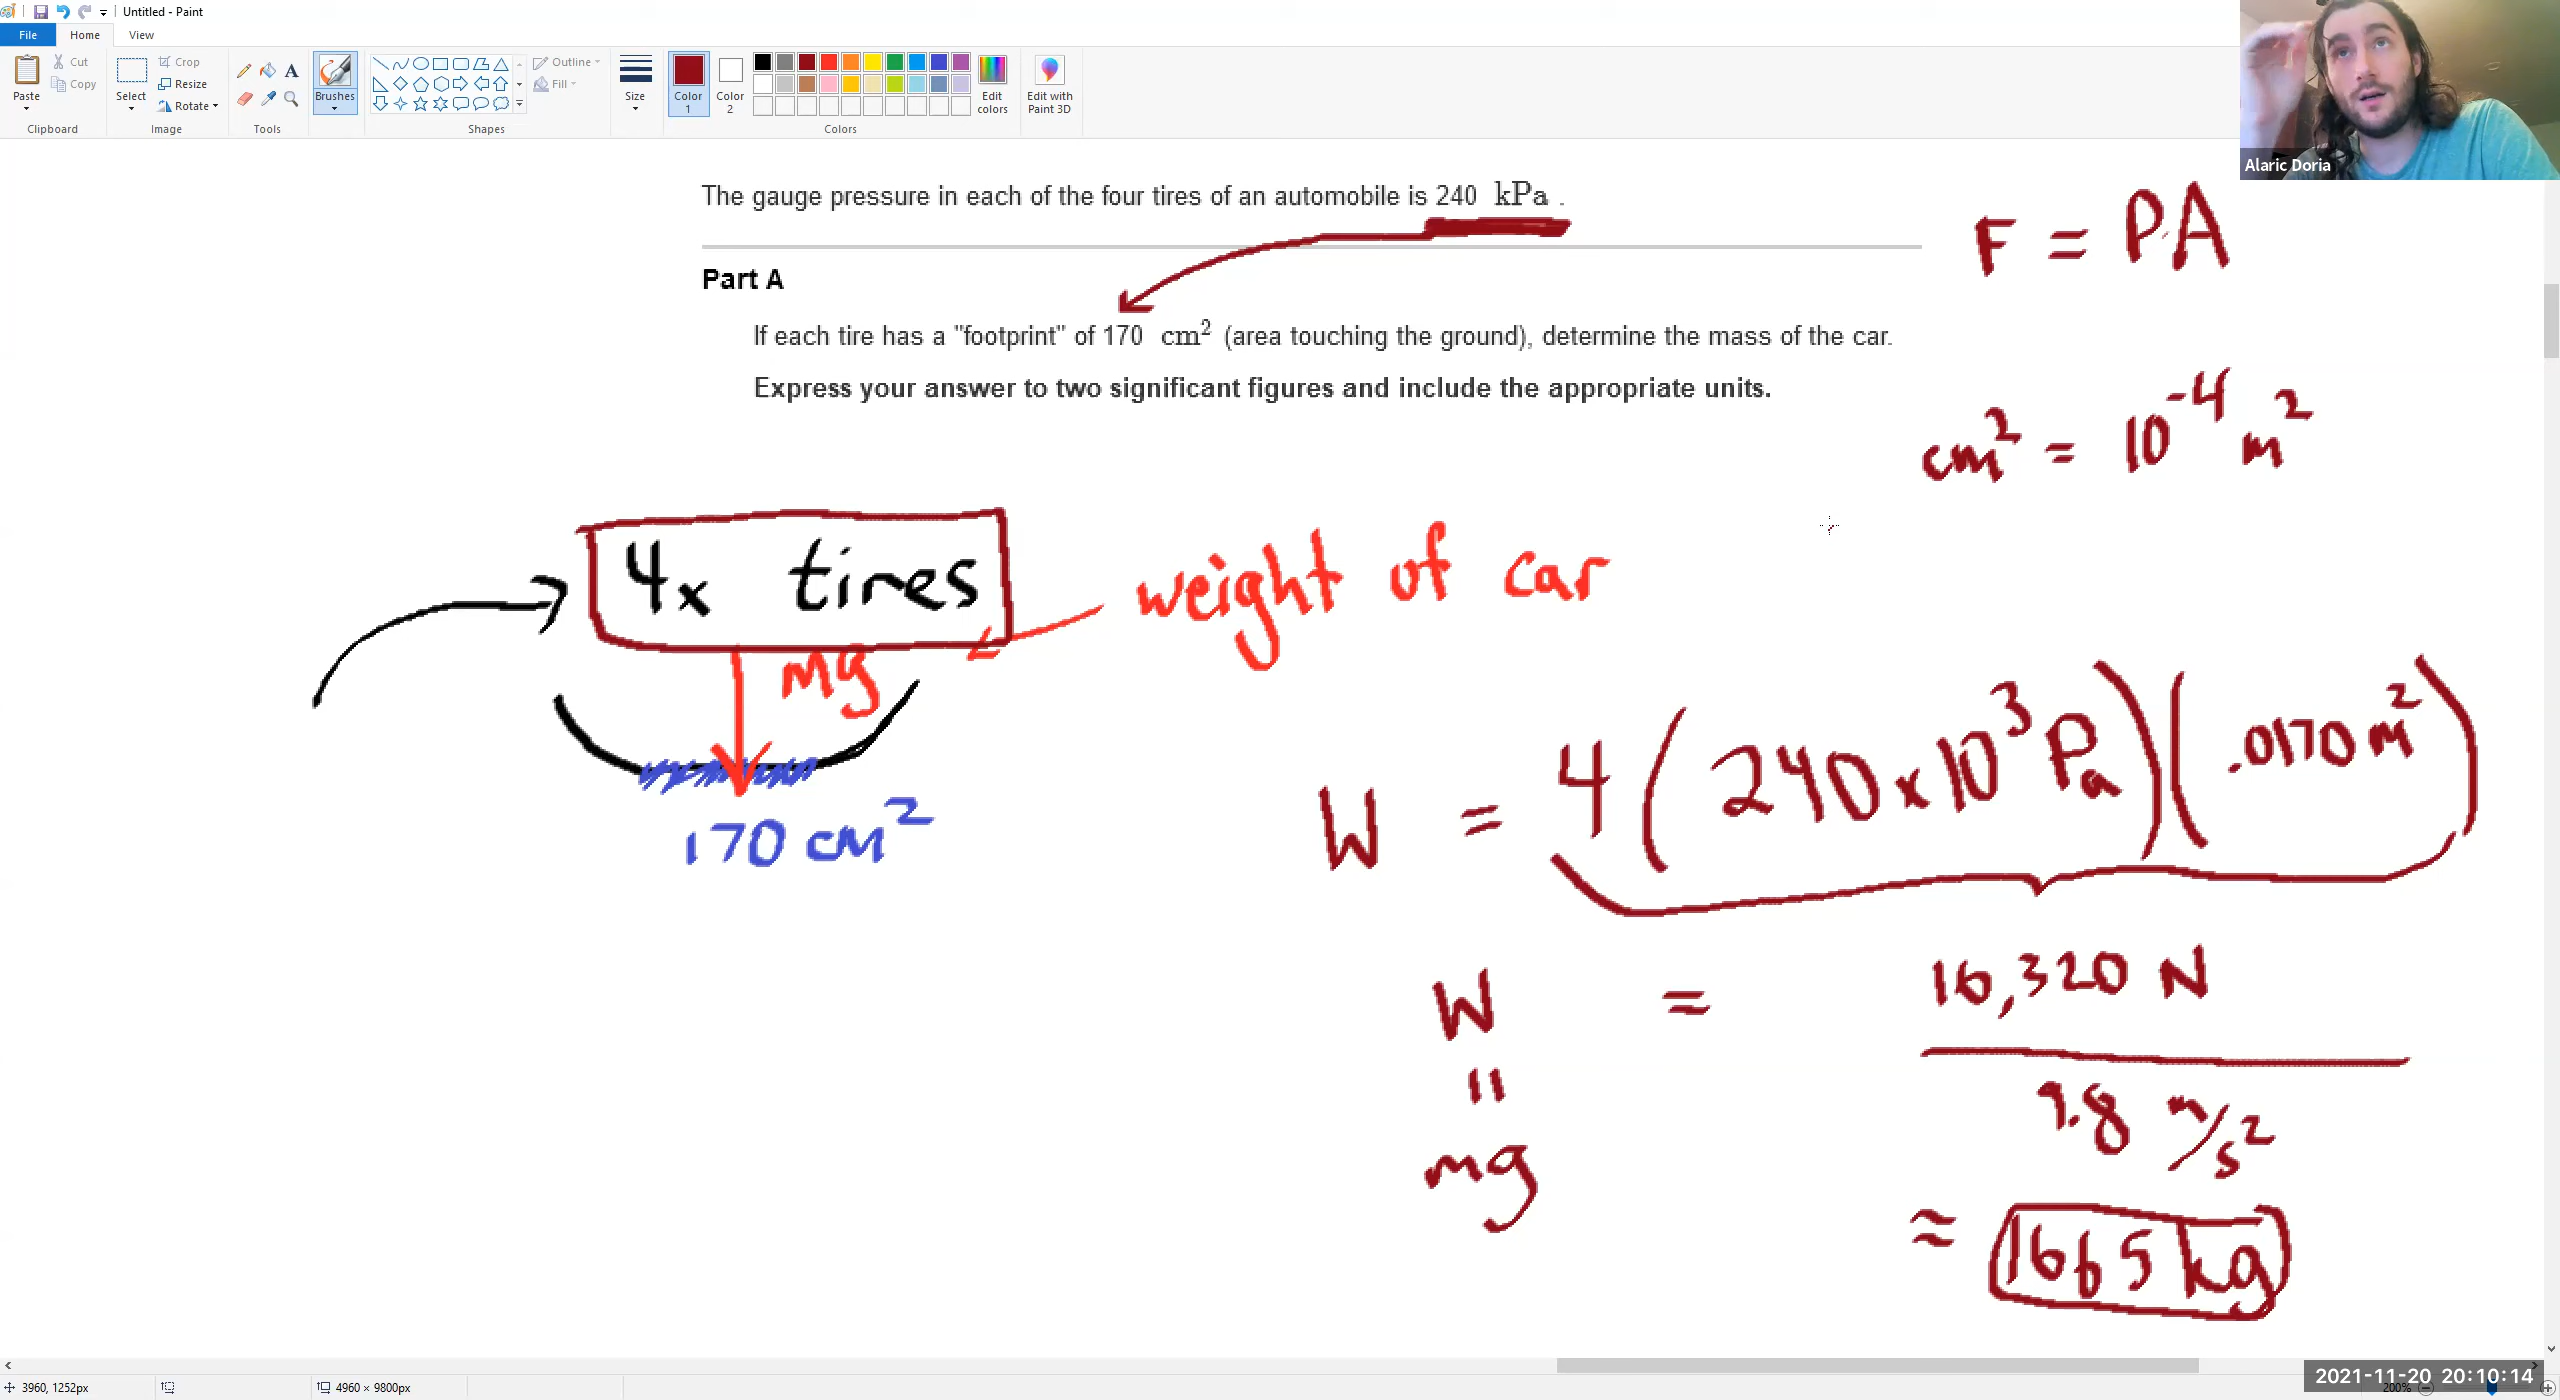 Untitled - Paint
File Home View
Paste
Cut
Copy
Clipboard
Select
Crop
Resize
Rotate
Image
Tools
Brushes
Shapes
Outline
Fill
Size
Color 1
Color 2
Colors
Edit colors
Edit with Paint 3D
Alaric Doria
The gauge pressure in each of the four tires of an automobile is 240 kPa .
F = PA
Part A
If each tire has a "footprint" of 170 cm² (area touching the ground), determine the mass of the car.
Express your answer to two significant figures and include the appropriate units.
cm² = 10⁻⁴ m²
4x tires
weight of car
mg
170 cm²
W = 4(240x10³ Pa)(.0170 m²)
W = 16,320 N
9.8 m/s²
||
mg
≈ 1665 kg
3960, 1252px
4960 × 9800px
2021-11-20 20:10:14
200%